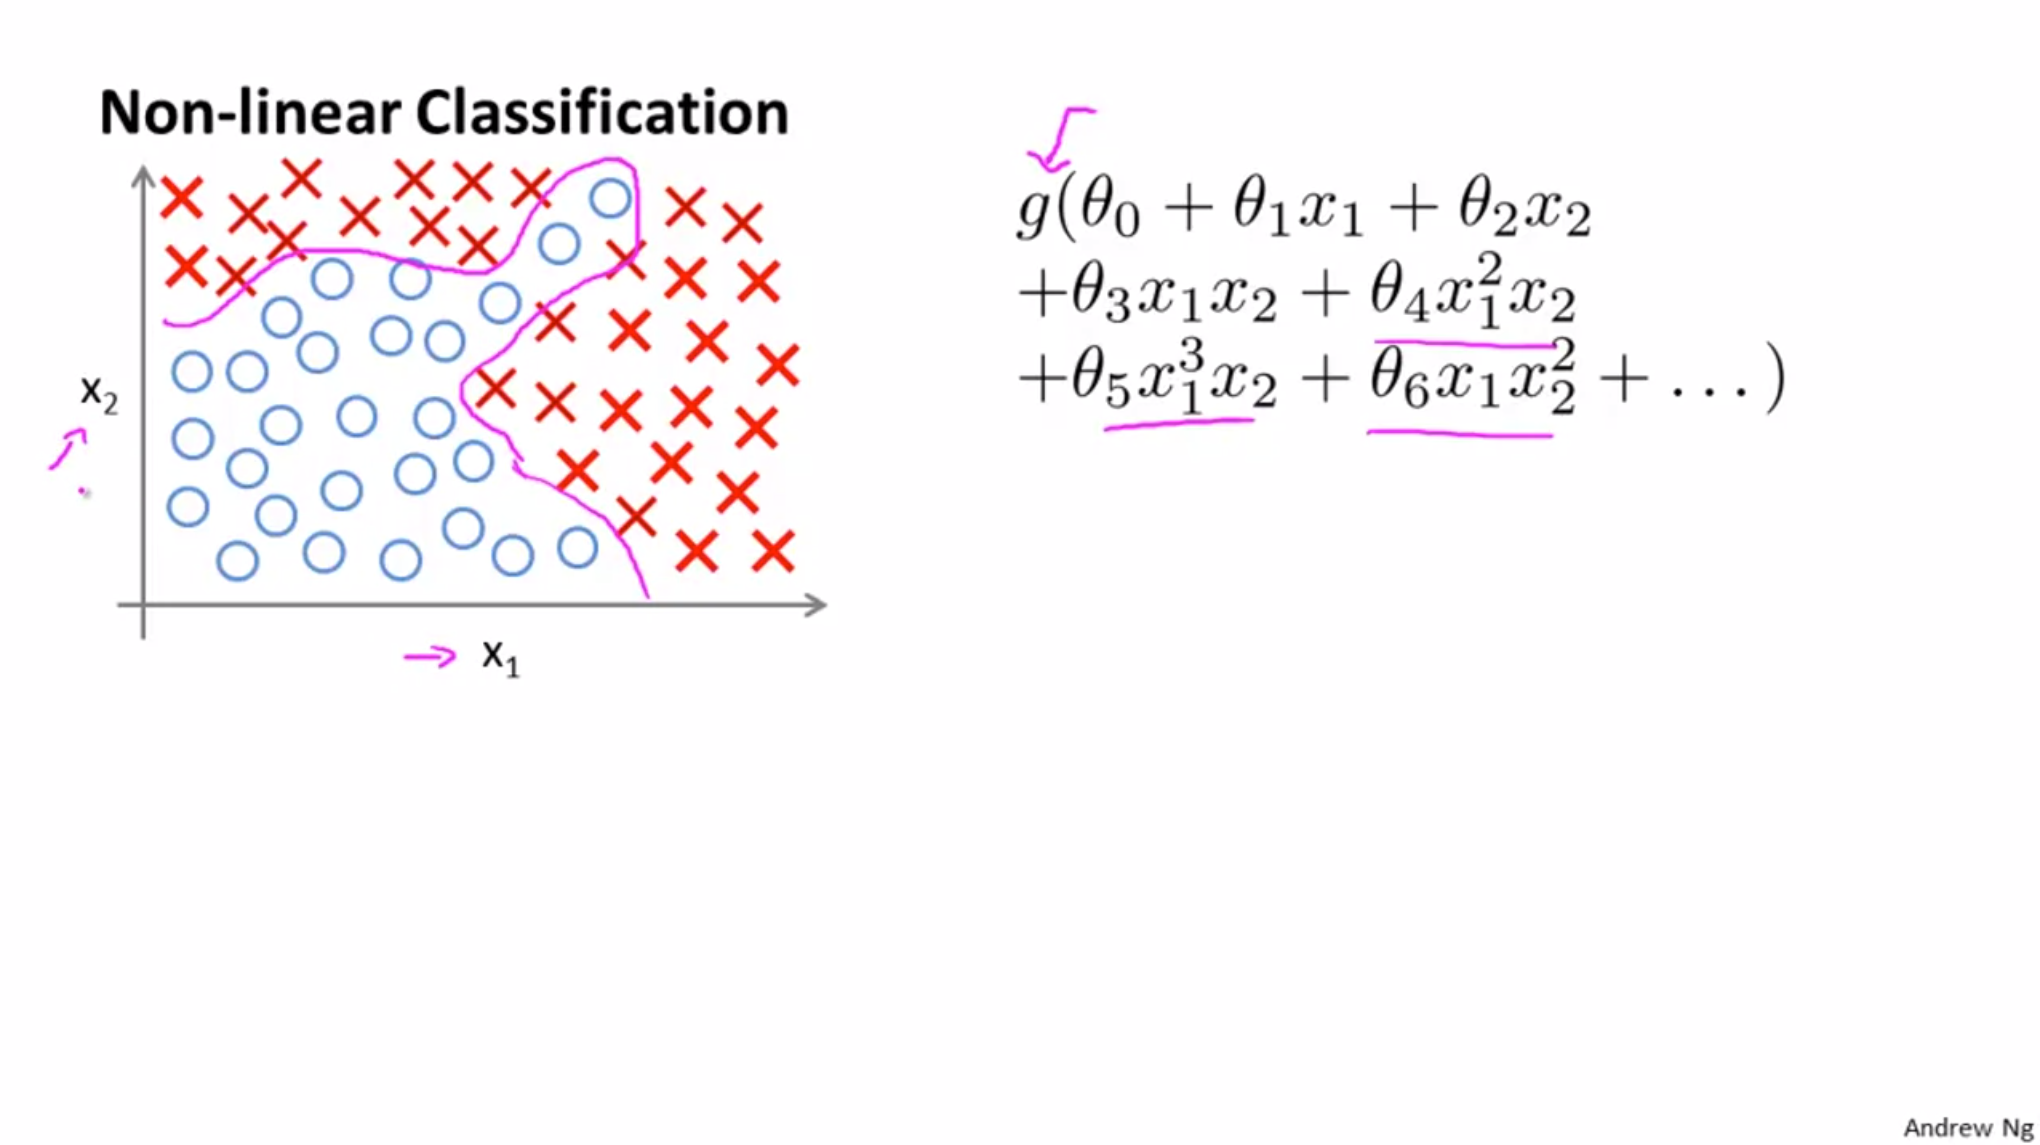 Non-linear Classification
x₂
x₁
g(θ₀ + θ₁x₁ + θ₂x₂
+θ₃x₁x₂ + θ₄x₁²x₂
+θ₅x₁³x₂ + θ₆x₁x₂² + ...)
Andrew Ng